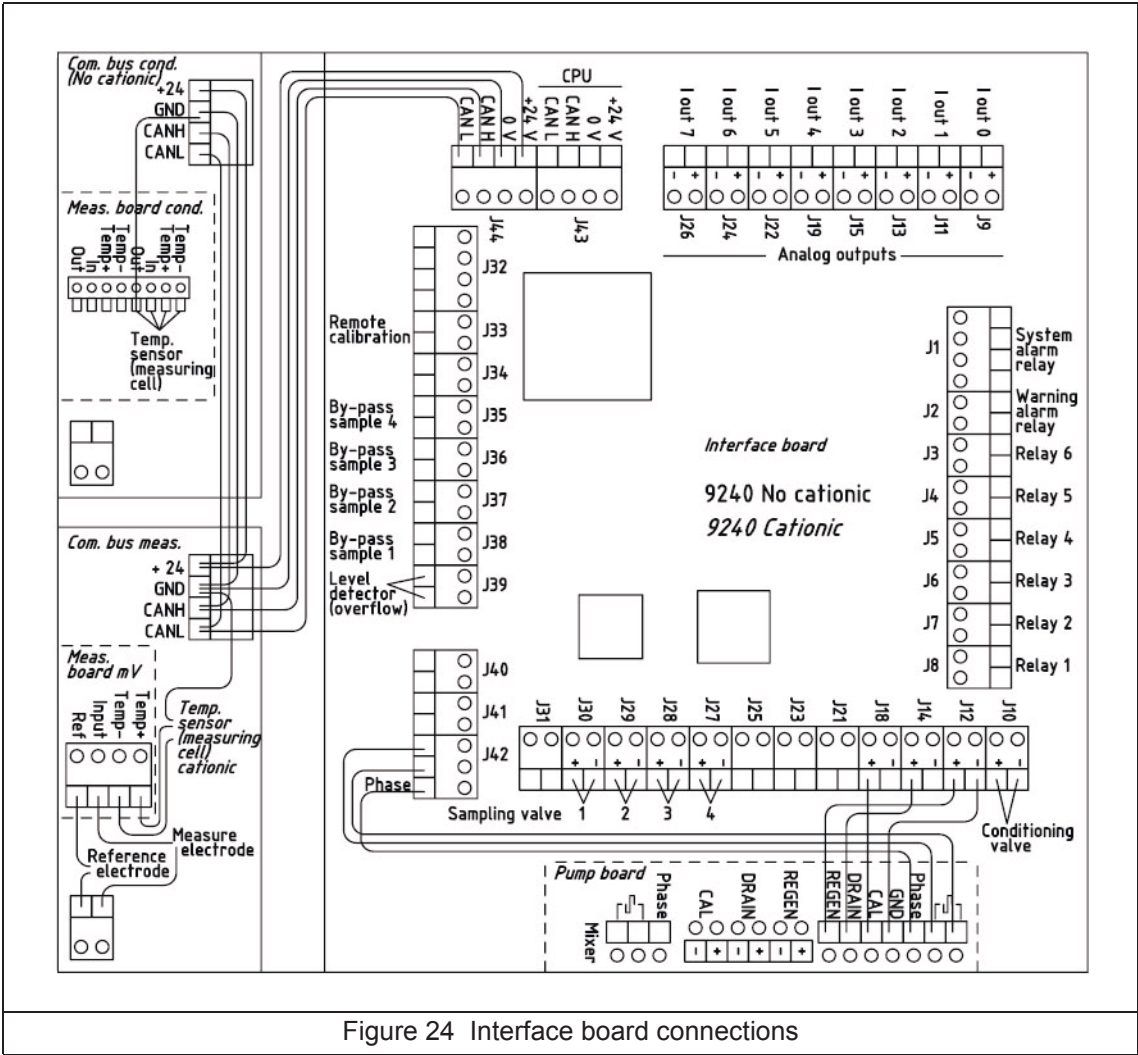 Com. bus cond.
(No cationic)
+24
GND
CANH
CANL
Meas. board cond.
Out
In
Temp+
Temp-
Out
In
Temp+
Temp-
Temp.
sensor
(measuring
cell)
Com. bus meas.
+ 24
GND
CANH
CANL
Meas.
board mV
Ref
Input
Temp-
Temp+
Temp.
sensor
(measuring
cell)
cationic
Measure
electrode
Reference
electrode
CPU
CAN L
CAN H
0 V
+24 V
CAN L
CAN H
0 V
+24 V
J44
J43
I out 7
I out 6
I out 5
I out 4
I out 3
I out 2
I out 1
I out 0
- + - + - + - + - + - + - + - +
J26
J24
J22
J19
J15
J13
J11
J9
Analog outputs
J32
Remote
calibration
J33
J34
By-pass
sample 4
J35
By-pass
sample 3
J36
By-pass
sample 2
J37
By-pass
sample 1
J38
Level
detector
(overflow)
J39
J40
J41
J42
Phase
Interface board
9240 No cationic
9240 Cationic
J1
System
alarm
relay
J2
Warning
alarm
relay
J3
Relay 6
J4
Relay 5
J5
Relay 4
J6
Relay 3
J7
Relay 2
J8
Relay 1
J31
J30
J29
J28
J27
J25
J23
J21
J18
J14
J12
J10
+ - + - + - + - + + + - + -
Sampling valve 1 2 3 4
Conditioning
valve
Pump board
Mixer
Phase
CAL
DRAIN
REGEN
- + - + - +
REGEN
DRAIN
CAL
GND
Phase
Figure 24 Interface board connections